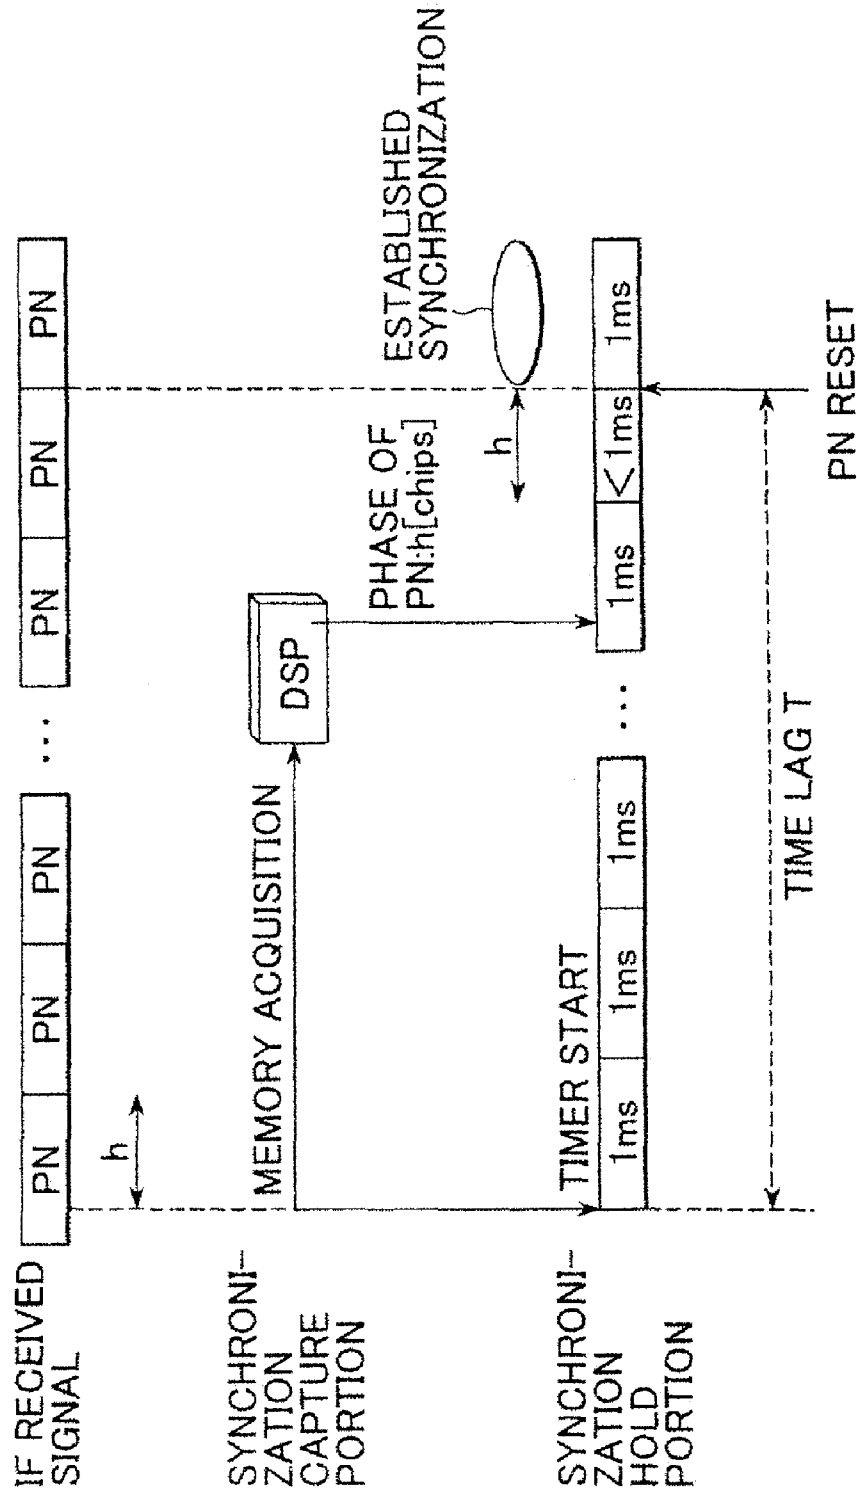 IF RECEIVED
SIGNAL
PN
PN
PN
...
PN
PN
PN
h
SYNCHRONI-
ZATION
CAPTURE
PORTION
MEMORY ACQUISITION
DSP
PHASE OF
PN:h[chips]
ESTABLISHED
SYNCHRONIZATION
h
SYNCHRONI-
ZATION
HOLD
PORTION
TIMER START
1ms
1ms
1ms
...
1ms
<1ms
1ms
TIME LAG T
PN RESET